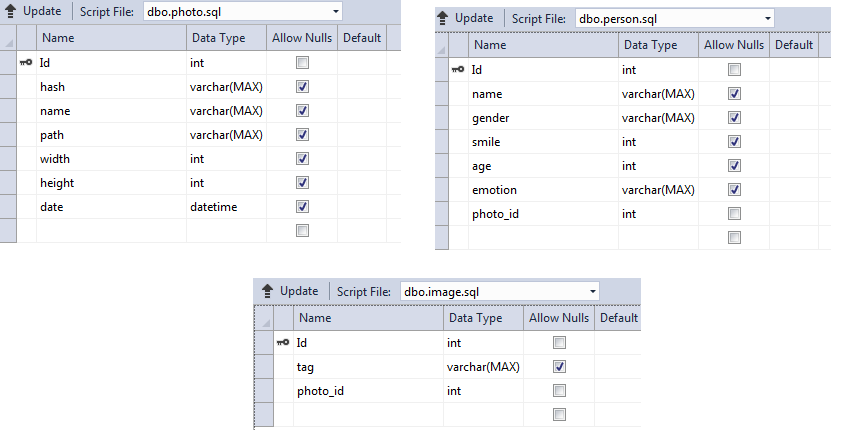 Update Script File: dbo.photo.sql
Name Data Type Allow Nulls Default
Id int
hash varchar(MAX)
name varchar(MAX)
path varchar(MAX)
width int
height int
date datetime
Update Script File: dbo.person.sql
Name Data Type Allow Nulls Default
Id int
name varchar(MAX)
gender varchar(MAX)
smile int
age int
emotion varchar(MAX)
photo_id int
Update Script File: dbo.image.sql
Name Data Type Allow Nulls Default
Id int
tag varchar(MAX)
photo_id int